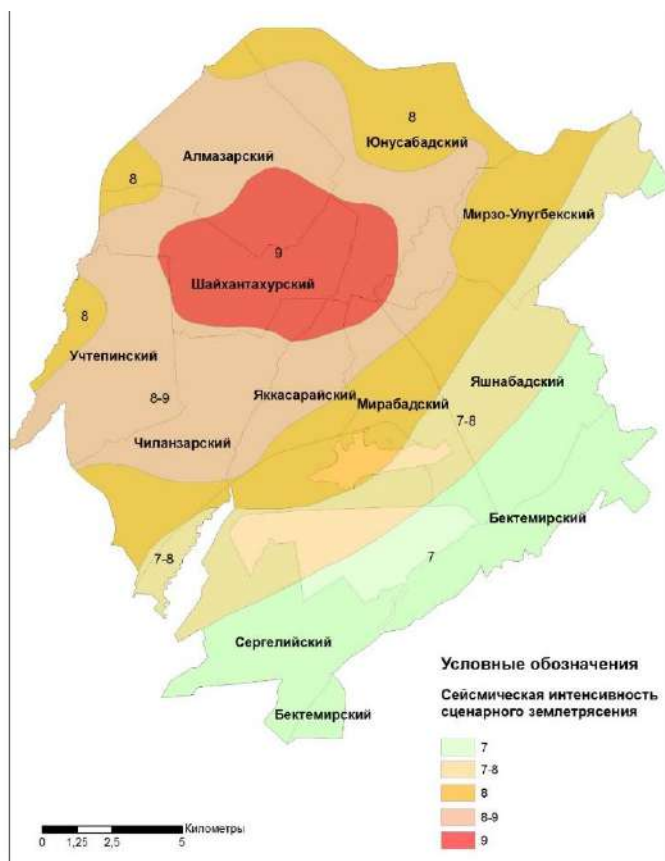 8
Юнусабадский
Алмазарский
8
Мирзо-Улугбекский
9
Шайхантахурский
8
Учтепинский
Яшнабадский
8-9
Яккасарайский
Мирабадский
7-8
Чиланзарский
Бектемирский
7-8
7
Сергелийский
Бектемирский
Условные обозначения
Сейсмическая интенсивность
сценарного землетрясения
7
7-8
8
8-9
9
Километры
0 1,25 2,5 5